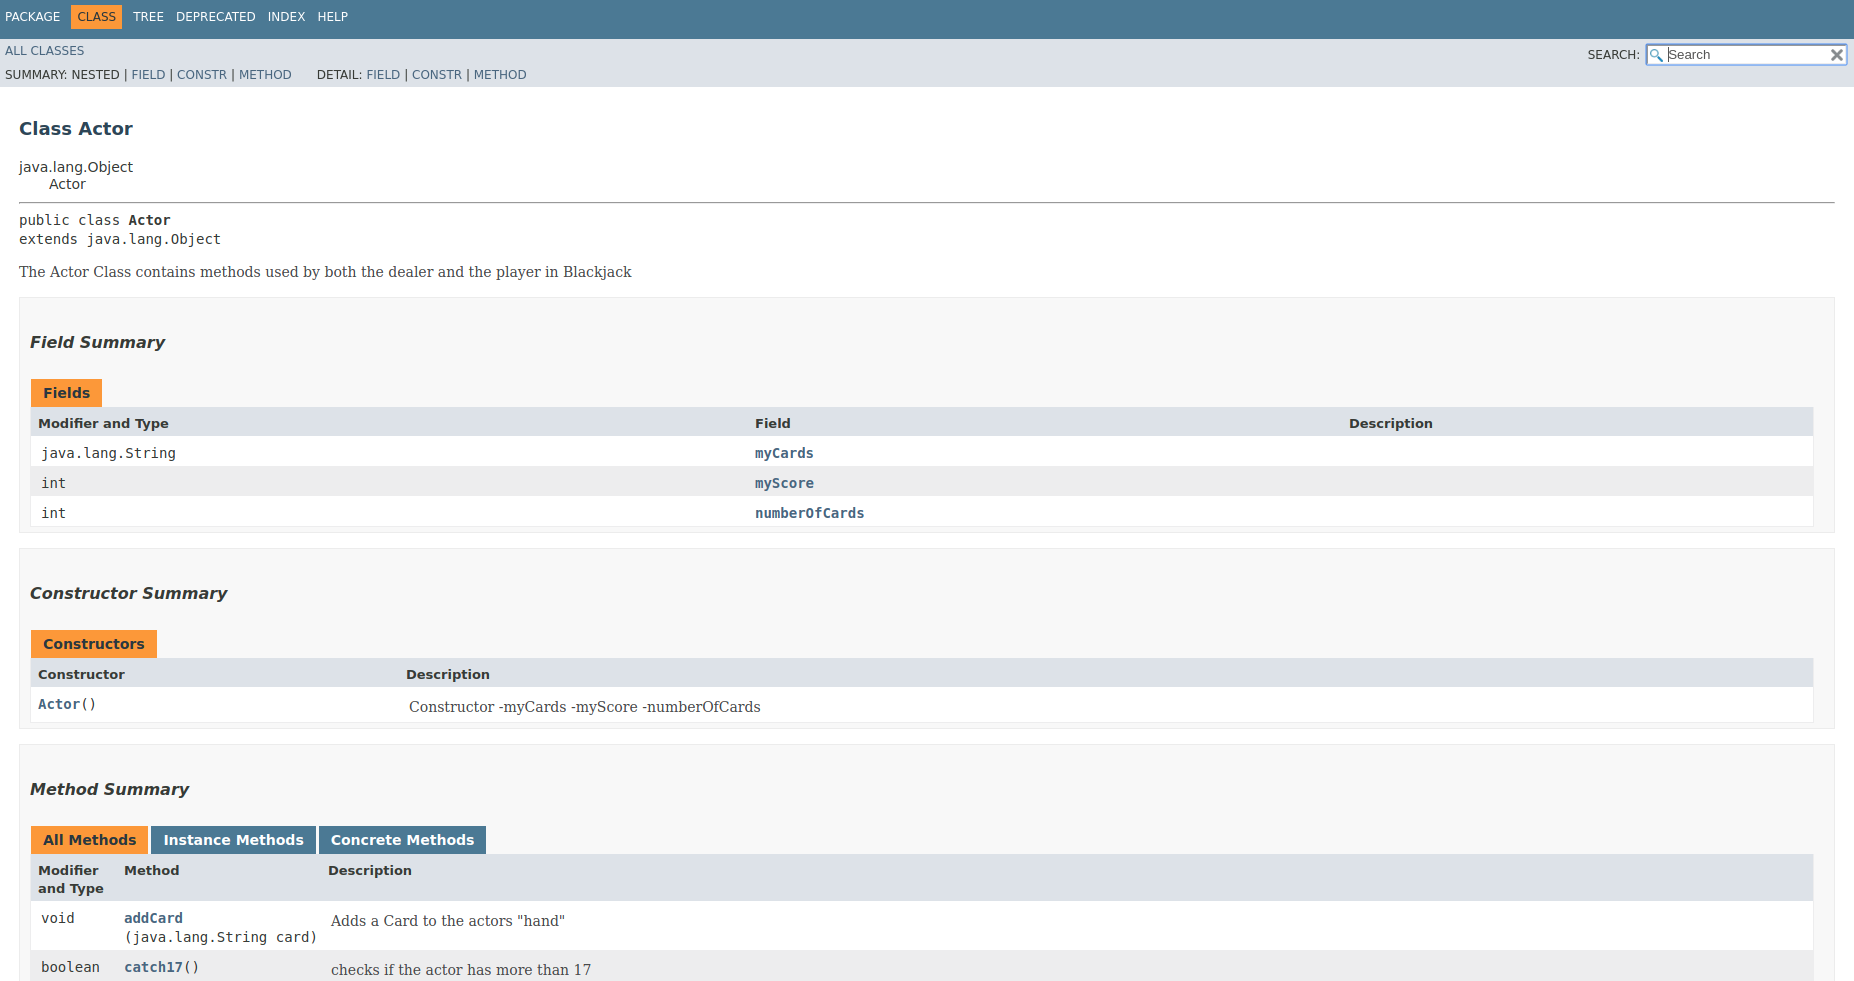 PACKAGE CLASS TREE DEPRECATED INDEX HELP
ALL CLASSES
SEARCH: Search
SUMMARY: NESTED | FIELD | CONSTR | METHOD DETAIL: FIELD | CONSTR | METHOD
Class Actor
java.lang.Object
Actor
public class Actor
extends java.lang.Object
The Actor Class contains methods used by both the dealer and the player in Blackjack
Field Summary
Fields
Modifier and Type Field Description
java.lang.String myCards
int myScore
int numberOfCards
Constructor Summary
Constructors
Constructor Description
Actor() Constructor -myCards -myScore -numberOfCards
Method Summary
All Methods Instance Methods Concrete Methods
Modifier and Type Method Description
void addCard (java.lang.String card) Adds a Card to the actors "hand"
boolean catch17() checks if the actor has more than 17